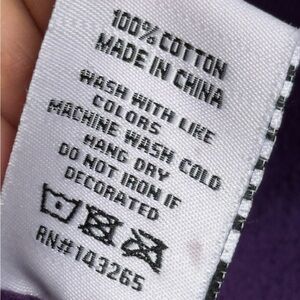 100% COTTON
MADE IN CHINA
WASH WITH LIKE
COLORS
MACHINE WASH COLD
HANG DRY
DO NOT IRON IF
DECORATED
RN#143265